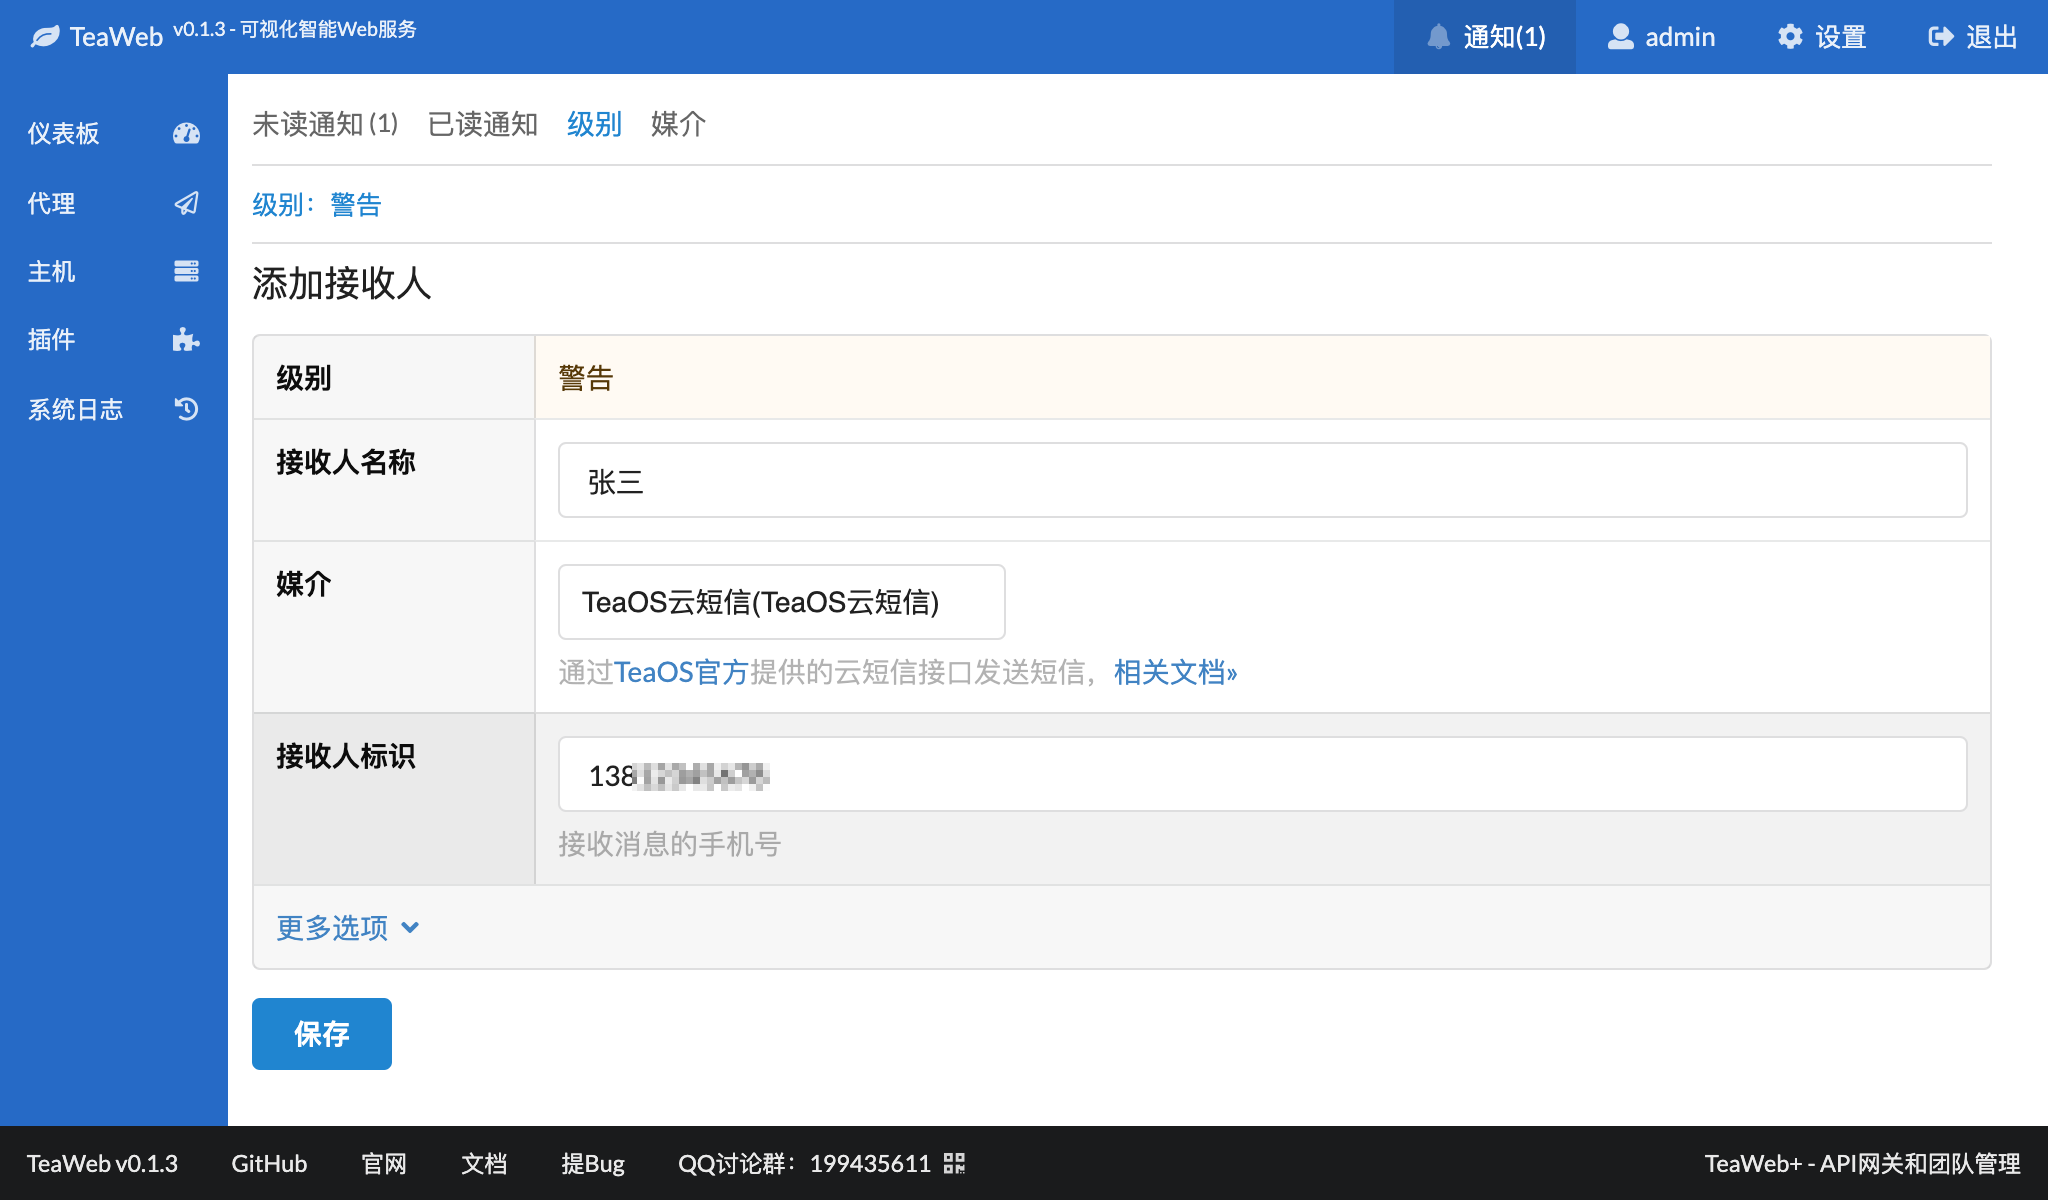 TeaWeb v0.1.3 - 可视化智能Web服务
通知(1) admin 设置 退出
仪表板
代理
主机
插件
系统日志
未读通知(1) 已读通知 级别 媒介
级别：警告
添加接收人
级别 警告
接收人名称 张三
媒介 TeaOS云短信(TeaOS云短信)
通过TeaOS官方提供的云短信接口发送短信，相关文档»
接收人标识 138
接收消息的手机号
更多选项
保存
TeaWeb v0.1.3 GitHub 官网 文档 提Bug QQ讨论群：199435611 TeaWeb+ - API网关和团队管理